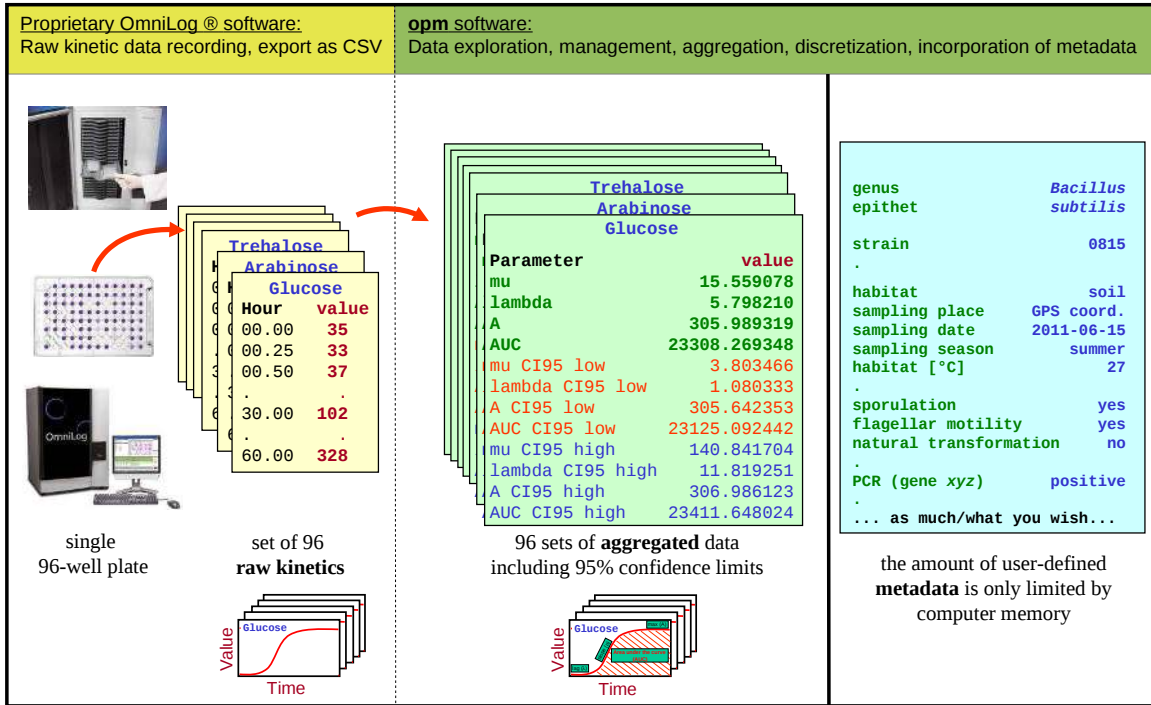 Proprietary OmniLog ® software:
Raw kinetic data recording, export as CSV
opm software:
Data exploration, management, aggregation, discretization, incorporation of metadata
OmniLog
single
96-well plate
Trehalose
Arabinose
Glucose
Hour value
00.00 35
00.25 33
00.50 37
. .
30.00 102
. .
60.00 328
set of 96
raw kinetics
Glucose
Value
Time
Trehalose
Arabinose
Glucose
Parameter value
mu 15.559078
lambda 5.798210
A 305.989319
AUC 23308.269348
mu CI95 low 3.803466
lambda CI95 low 1.080333
A CI95 low 305.642353
AUC CI95 low 23125.092442
mu CI95 high 140.841704
lambda CI95 high 11.819251
A CI95 high 306.986123
AUC CI95 high 23411.648024
96 sets of aggregated data
including 95% confidence limits
Glucose
Value
Time
genus Bacillus
epithet subtilis
strain 0815
.
habitat soil
sampling place GPS coord.
sampling date 2011-06-15
sampling season summer
habitat [°C] 27
.
sporulation yes
flagellar motility yes
natural transformation no
.
PCR (gene xyz) positive
.
... as much/what you wish...
the amount of user-defined
metadata is only limited by
computer memory